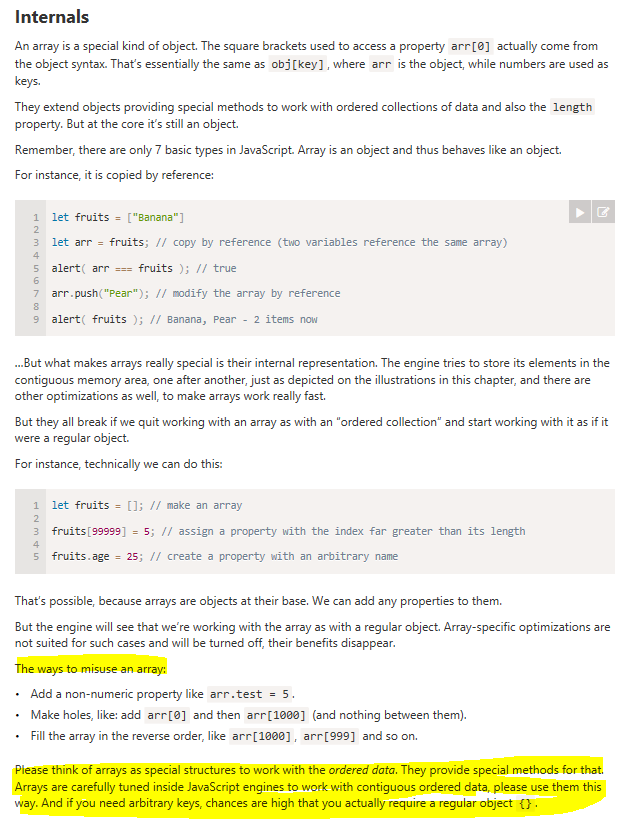 Internals
An array is a special kind of object. The square brackets used to access a property arr[0] actually come from
the object syntax. That's essentially the same as obj[key], where arr is the object, while numbers are used as
keys.
They extend objects providing special methods to work with ordered collections of data and also the length
property. But at the core it's still an object.
Remember, there are only 7 basic types in JavaScript. Array is an object and thus behaves like an object.
For instance, it is copied by reference:
1 let fruits = ["Banana"]
2
3 let arr = fruits; // copy by reference (two variables reference the same array)
4
5 alert( arr === fruits ); // true
6
7 arr.push("Pear"); // modify the array by reference
8
9 alert( fruits ); // Banana, Pear - 2 items now
...But what makes arrays really special is their internal representation. The engine tries to store its elements in the
contiguous memory area, one after another, just as depicted on the illustrations in this chapter, and there are
other optimizations as well, to make arrays work really fast.
But they all break if we quit working with an array as with an "ordered collection" and start working with it as if it
were a regular object.
For instance, technically we can do this:
1 let fruits = []; // make an array
2
3 fruits[99999] = 5; // assign a property with the index far greater than its length
4
5 fruits.age = 25; // create a property with an arbitrary name
That's possible, because arrays are objects at their base. We can add any properties to them.
But the engine will see that we're working with the array as with a regular object. Array-specific optimizations are
not suited for such cases and will be turned off, their benefits disappear.
The ways to misuse an array:
• Add a non-numeric property like arr.test = 5.
• Make holes, like: add arr[0] and then arr[1000] (and nothing between them).
• Fill the array in the reverse order, like arr[1000], arr[999] and so on.
Please think of arrays as special structures to work with the ordered data. They provide special methods for that.
Arrays are carefully tuned inside JavaScript engines to work with contiguous ordered data, please use them this
way. And if you need arbitrary keys, chances are high that you actually require a regular object {}.